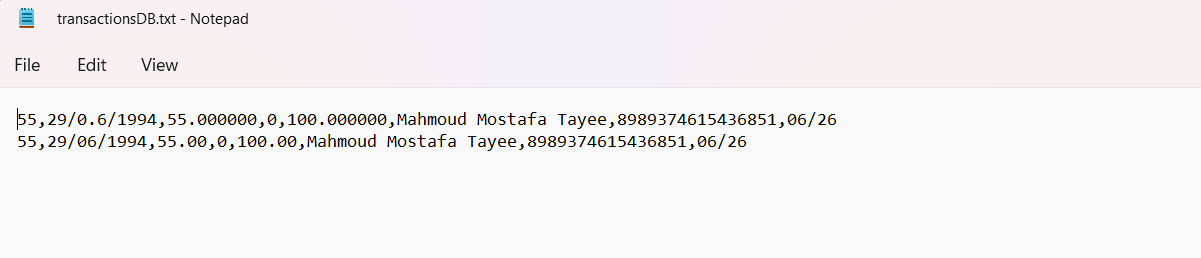 transactionsDB.txt - Notepad
File Edit View
55,29/0.6/1994,55.000000,0,100.000000,Mahmoud Mostafa Tayee,8989374615436851,06/26
55,29/06/1994,55.00,0,100.00,Mahmoud Mostafa Tayee,8989374615436851,06/26